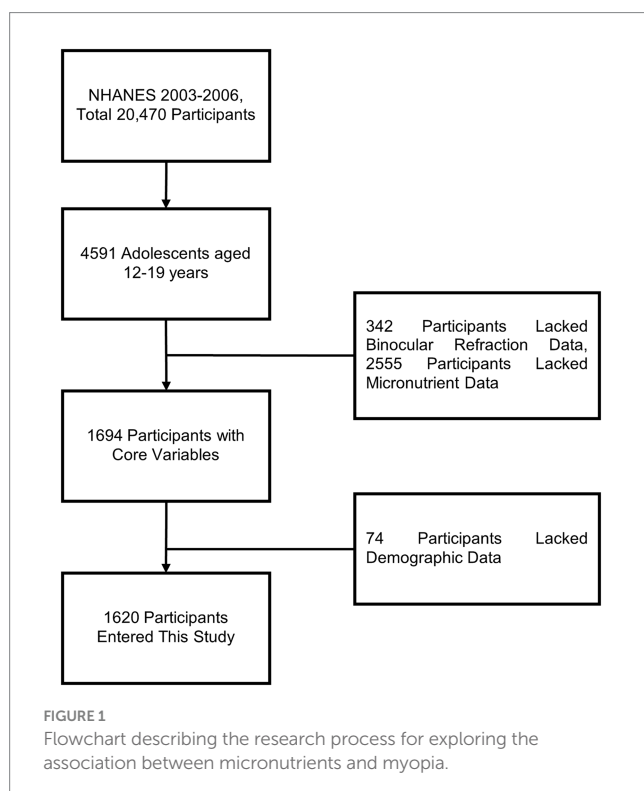 NHANES 2003-2006,
Total 20,470 Participants
4591 Adolescents aged
12-19 years
342 Participants Lacked
Binocular Refraction Data,
2555 Participants Lacked
Micronutrient Data
1694 Participants with
Core Variables
74 Participants Lacked
Demographic Data
1620 Participants
Entered This Study
FIGURE 1
Flowchart describing the research process for exploring the
association between micronutrients and myopia.